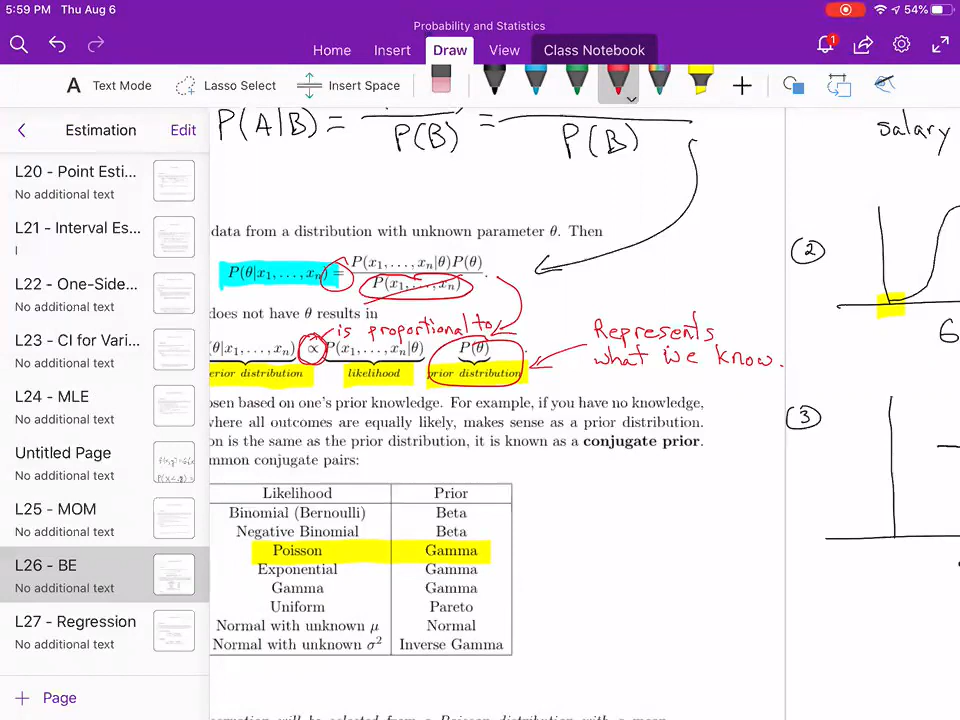 5:59 PM Thu Aug 6
54%
Probability and Statistics
Home Insert Draw View Class Notebook
1
A Text Mode Lasso Select Insert Space
Estimation Edit
L20 - Point Esti...
No additional text
L21 - Interval Es...
I
L22 - One-Side...
No additional text
L23 - CI for Vari...
No additional text
L24 - MLE
No additional text
Untitled Page
No additional text
L25 - MOM
No additional text
L26 - BE
No additional text
L27 - Regression
No additional text
+ Page
P(A|B) = P(B) = P(B)
data from a distribution with unknown parameter θ. Then
P(θ|x₁, . . . , xₙ) = P(x₁, . . . , xₙ|θ)P(θ) / P(x₁, . . . , xₙ) .
does not have θ results in
is proportional to
(θ|x₁, . . . , xₙ) ∝ P(x₁, . . . , xₙ|θ) P(θ) .
erior distribution likelihood prior distribution
Represents
what we know.
osen based on one's prior knowledge. For example, if you have no knowledge,
where all outcomes are equally likely, makes sense as a prior distribution.
on is the same as the prior distribution, it is known as a conjugate prior.
mmon conjugate pairs:
Likelihood Prior
Binomial (Bernoulli) Beta
Negative Binomial Beta
Poisson Gamma
Exponential Gamma
Gamma Gamma
Uniform Pareto
Normal with unknown μ Normal
Normal with unknown σ² Inverse Gamma
salary
2
6
3